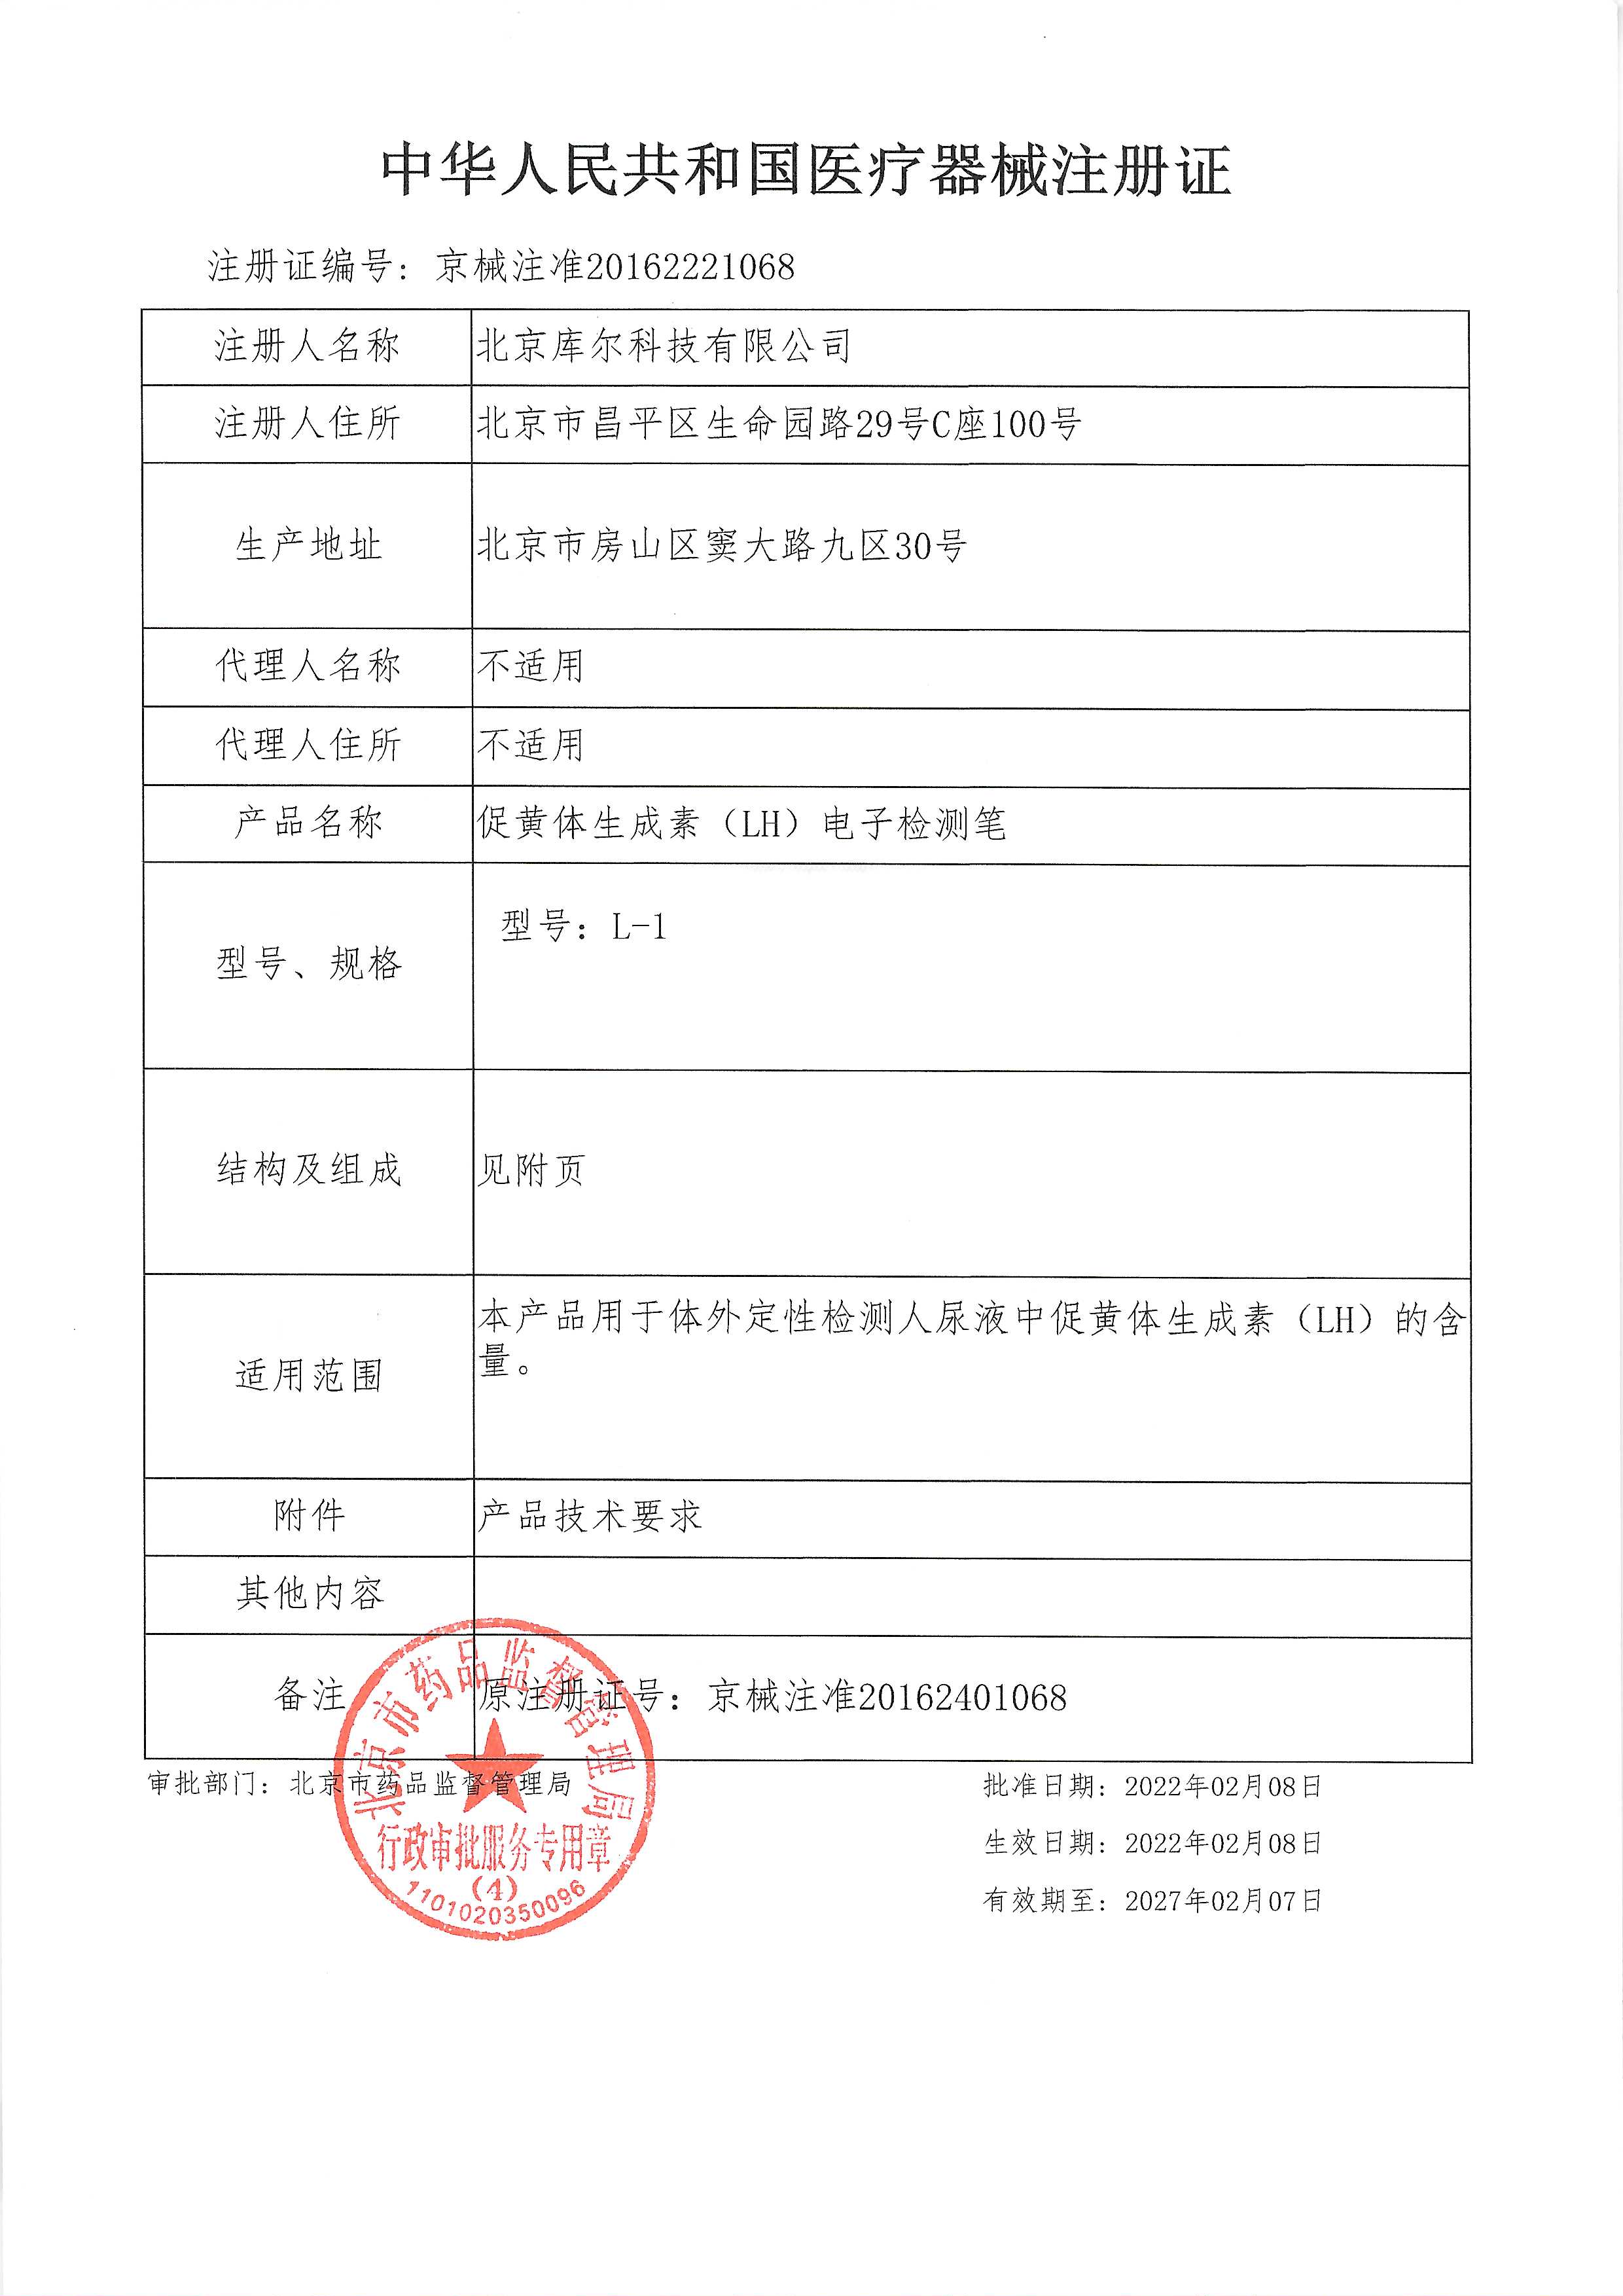 中华人民共和国医疗器械注册证
注册证编号：京械注准20162221068
注册人名称 北京库尔科技有限公司
注册人住所 北京市昌平区生命园路29号C座100号
生产地址 北京市房山区窦大路九区30号
代理人名称 不适用
代理人住所 不适用
产品名称 促黄体生成素（LH）电子检测笔
型号、规格 型号：L-1
结构及组成 见附页
适用范围 本产品用于体外定性检测人尿液中促黄体生成素（LH）的含
量。
附件 产品技术要求
其他内容
备注 原注册证号：京械注准20162401068
审批部门：北京市药品监督管理局 批准日期：2022年02月08日
生效日期：2022年02月08日
有效期至：2027年02月07日
北京市药品监督管理局
行政审批服务专用章
（4）
1101020350096